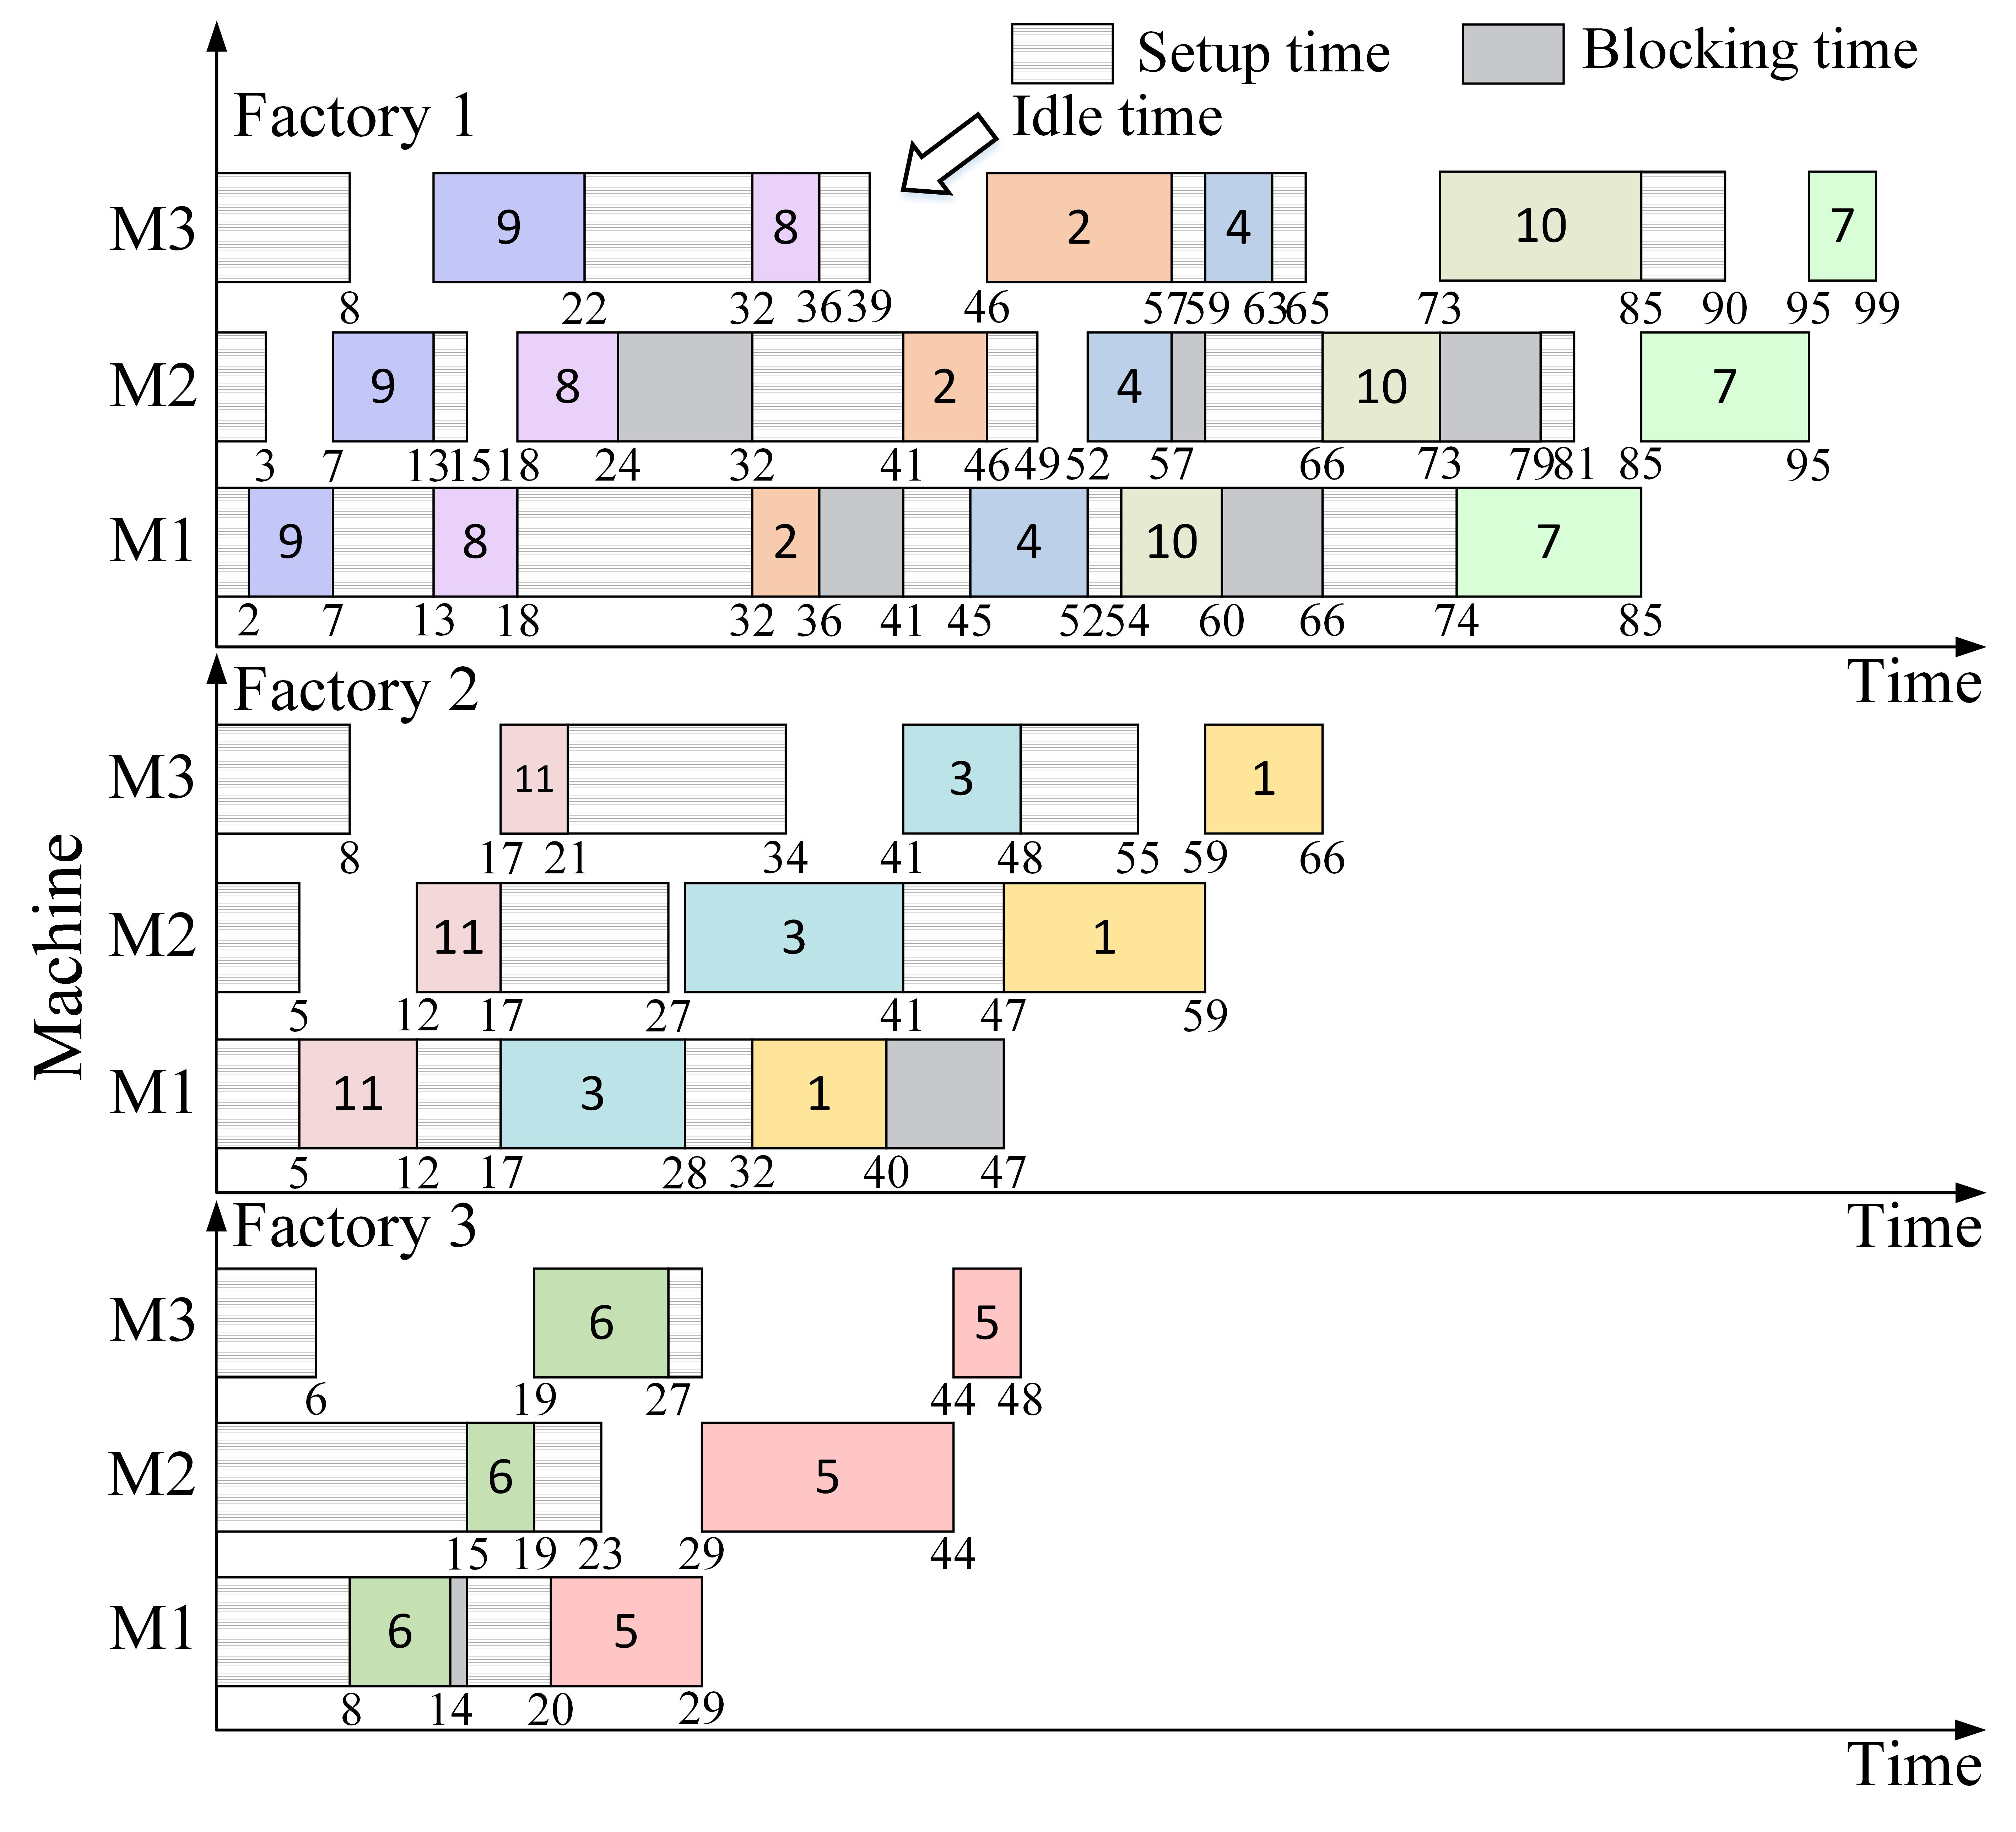 Setup time Blocking time
Factory 1 Idle time
M3 9 8 2 4 10 7
8 22 32 36 39 46 57 59 63 65 73 85 90 95 99
M2 9 8 2 4 10 7
3 7 13 15 18 24 32 41 46 49 52 57 66 73 79 81 85 95
M1 9 8 2 4 10 7
2 7 13 18 32 36 41 45 52 54 60 66 74 85
Time
Factory 2
M3 11 3 1
8 17 21 34 41 48 55 59 66
Machine
M2 11 3 1
5 12 17 27 41 47 59
M1 11 3 1
5 12 17 28 32 40 47
Time
Factory 3
M3 6 5
6 19 27 44 48
M2 6 5
15 19 23 29 44
M1 6 5
8 14 20 29
Time